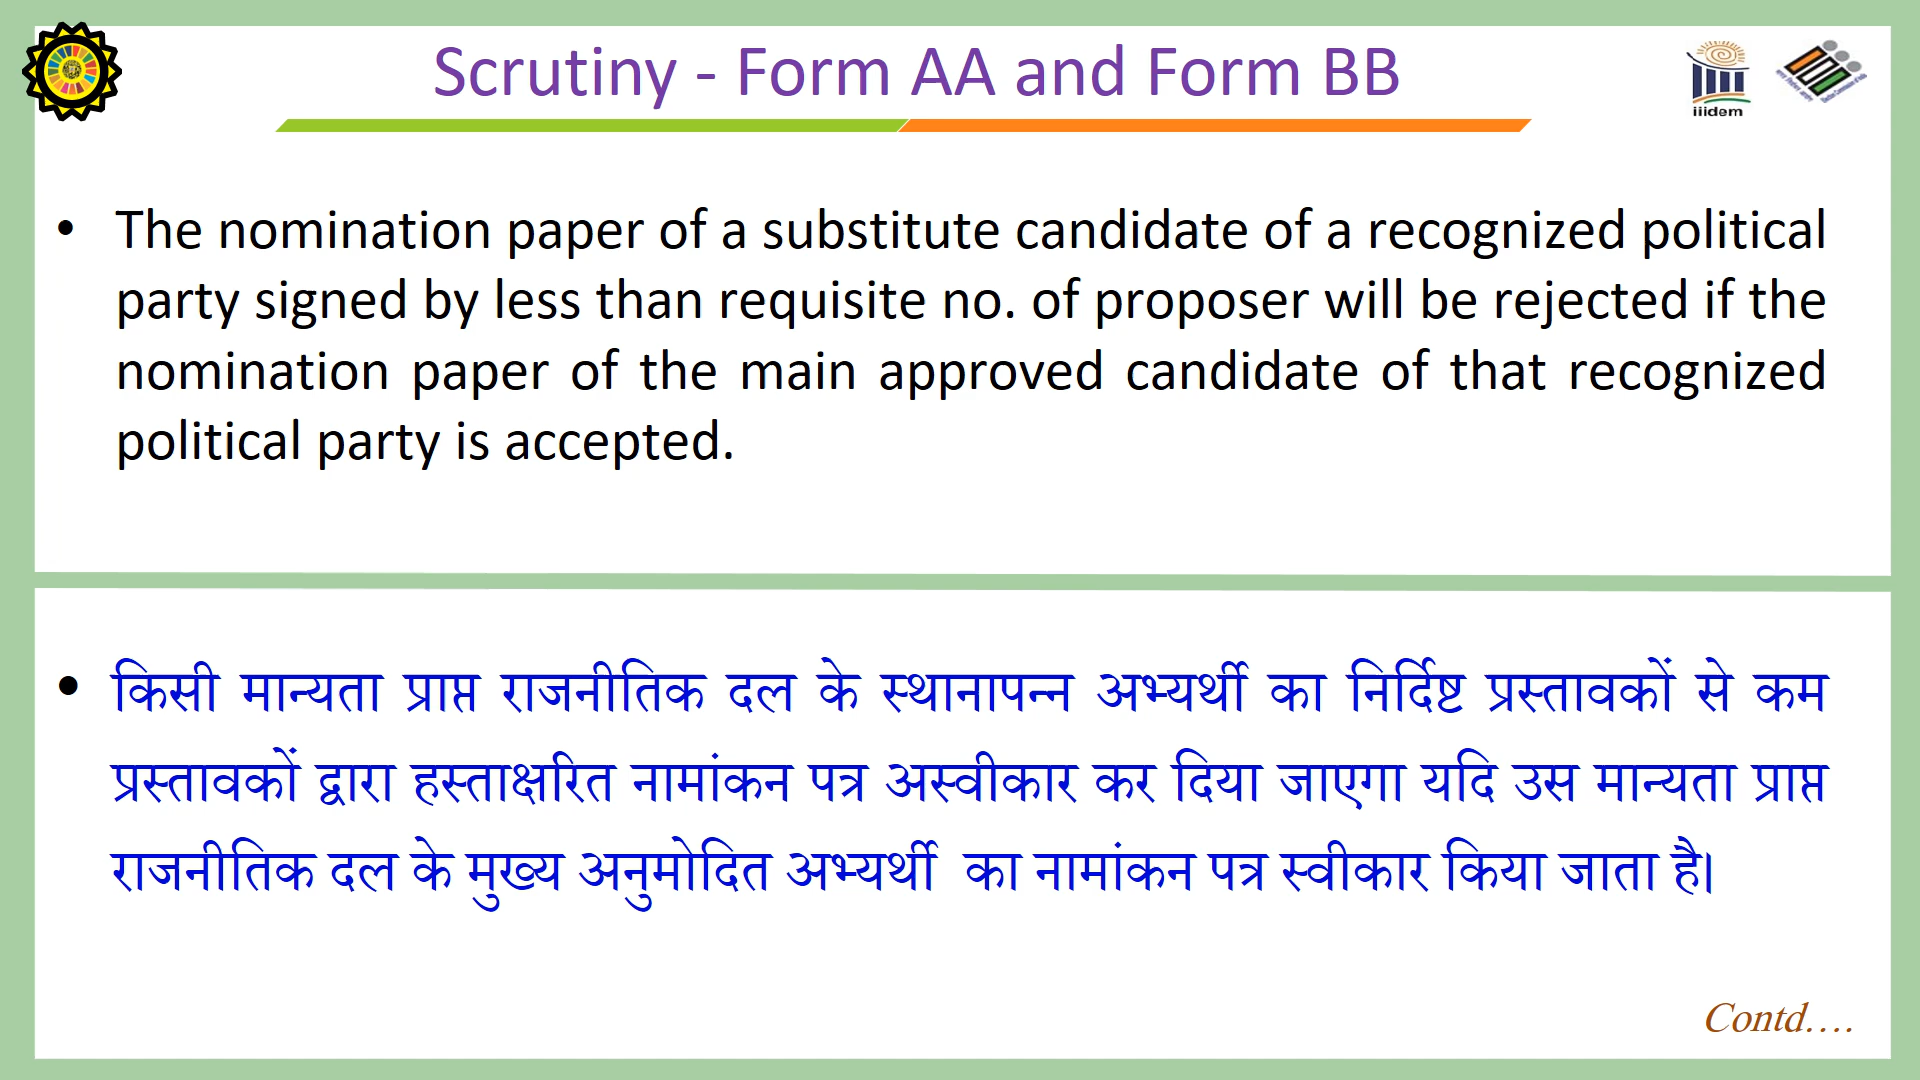 Scrutiny - Form AA and Form BB
iiidem
• The nomination paper of a substitute candidate of a recognized political
party signed by less than requisite no. of proposer will be rejected if the
nomination paper of the main approved candidate of that recognized
political party is accepted.
• किसी मान्यता प्राप्त राजनीतिक दल के स्थानापन्न अभ्यर्थी का निर्दिष्ट प्रस्तावकों से कम
प्रस्तावकों द्वारा हस्ताक्षरित नामांकन पत्र अस्वीकार कर दिया जाएगा यदि उस मान्यता प्राप्त
राजनीतिक दल के मुख्य अनुमोदित अभ्यर्थी का नामांकन पत्र स्वीकार किया जाता है।
Contd....